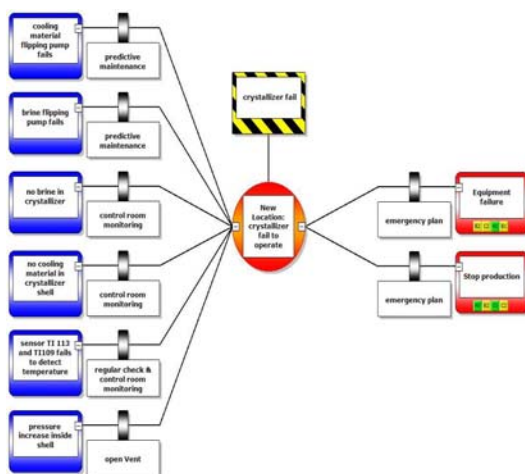 cooling
material
flipping pump
fails
predictive
maintenance
brine flipping
pump fails
predictive
maintenance
no brine in
crystallizer
control room
monitoring
no cooling
material in
crystallizer
shell
control room
monitoring
sensor TI 113
and TI109 fails
to detect
temperature
regular check &
control room
monitoring
pressure
increase inside
shell
open Vent
crystallizer fail
New
Location:
crystallizer
fail to
operate
emergency plan
Equipment
failure
emergency plan
Stop production